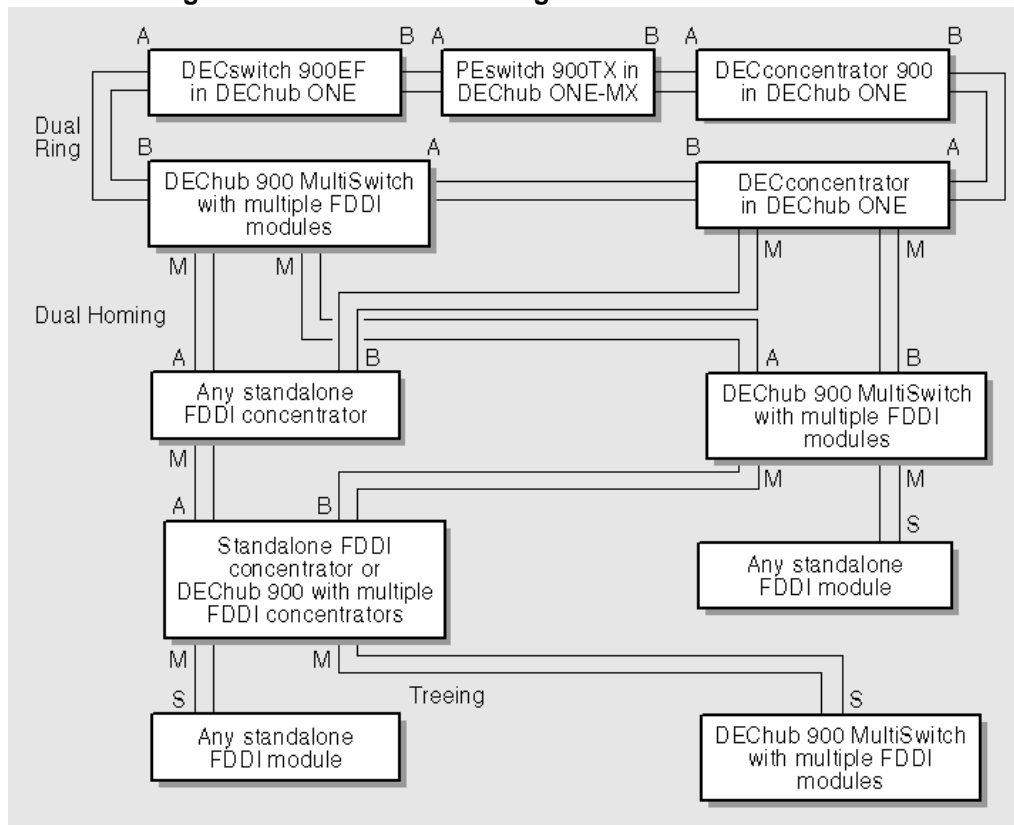 A B A B A B
DECswitch 900EF
in DEChub ONE
PEswitch 900TX in
DEChub ONE-MX
DECconcentrator 900
in DEChub ONE
Dual
Ring
B A B A
DEChub 900 MultiSwitch
with multiple FDDI
modules
DECconcentrator
in DEChub ONE
M M M M
Dual Homing
A B A B
Any standalone
FDDI concentrator
DEChub 900 MultiSwitch
with multiple FDDI
modules
M M M
A B S
Standalone FDDI
concentrator or
DEChub 900 with multiple
FDDI concentrators
Any standalone
FDDI module
M M
Treeing
S S
Any standalone
FDDI module
DEChub 900 MultiSwitch
with multiple FDDI
modules